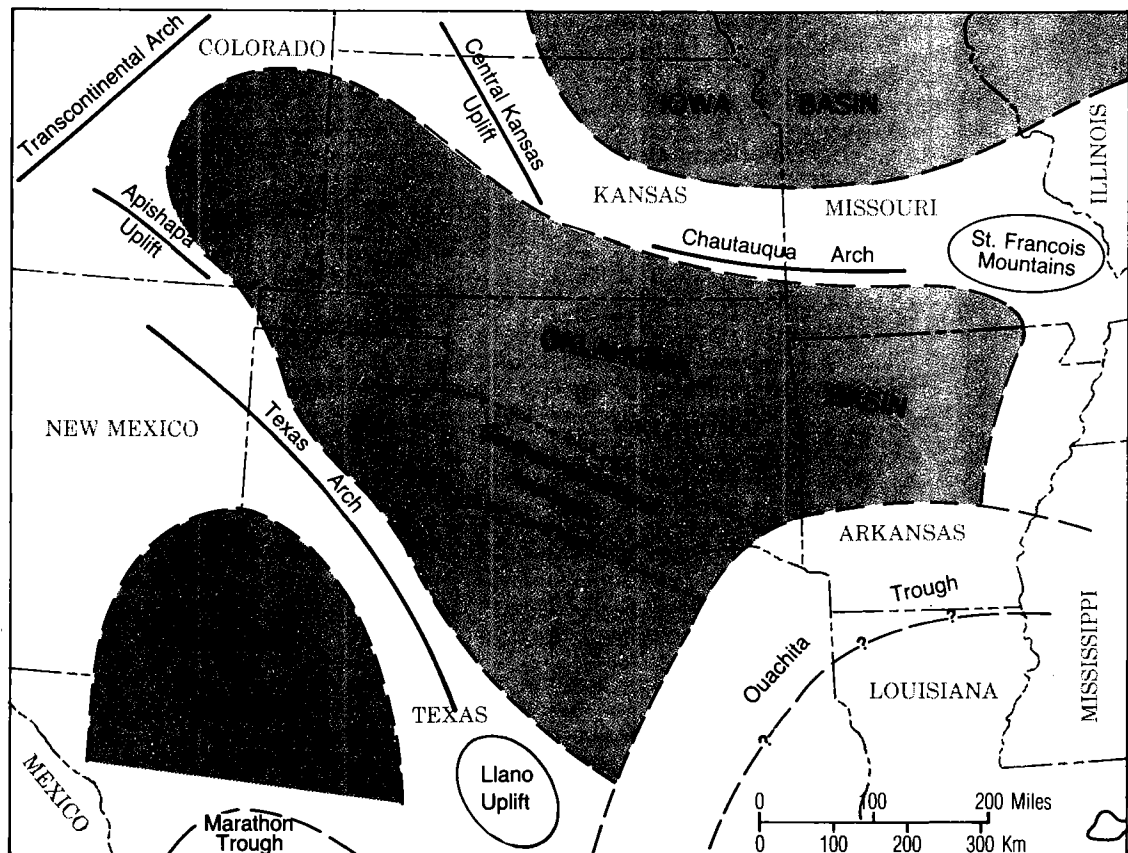 Transcontinental Arch
COLORADO
Central Kansas
Uplift
IOWA BASIN
ILLINOIS
Apishapa
Uplift
KANSAS
MISSOURI
Chautauqua Arch
St. Francois
Mountains
OKLAHOMA
BASIN
NEW MEXICO
Texas
Arch
ARKANSAS
Trough
Ouachita
LOUISIANA
MISSISSIPPI
TEXAS
Llano
Uplift
MEXICO
Marathon
Trough
?
?
?
0 100 200 Miles
0 100 200 300 Km